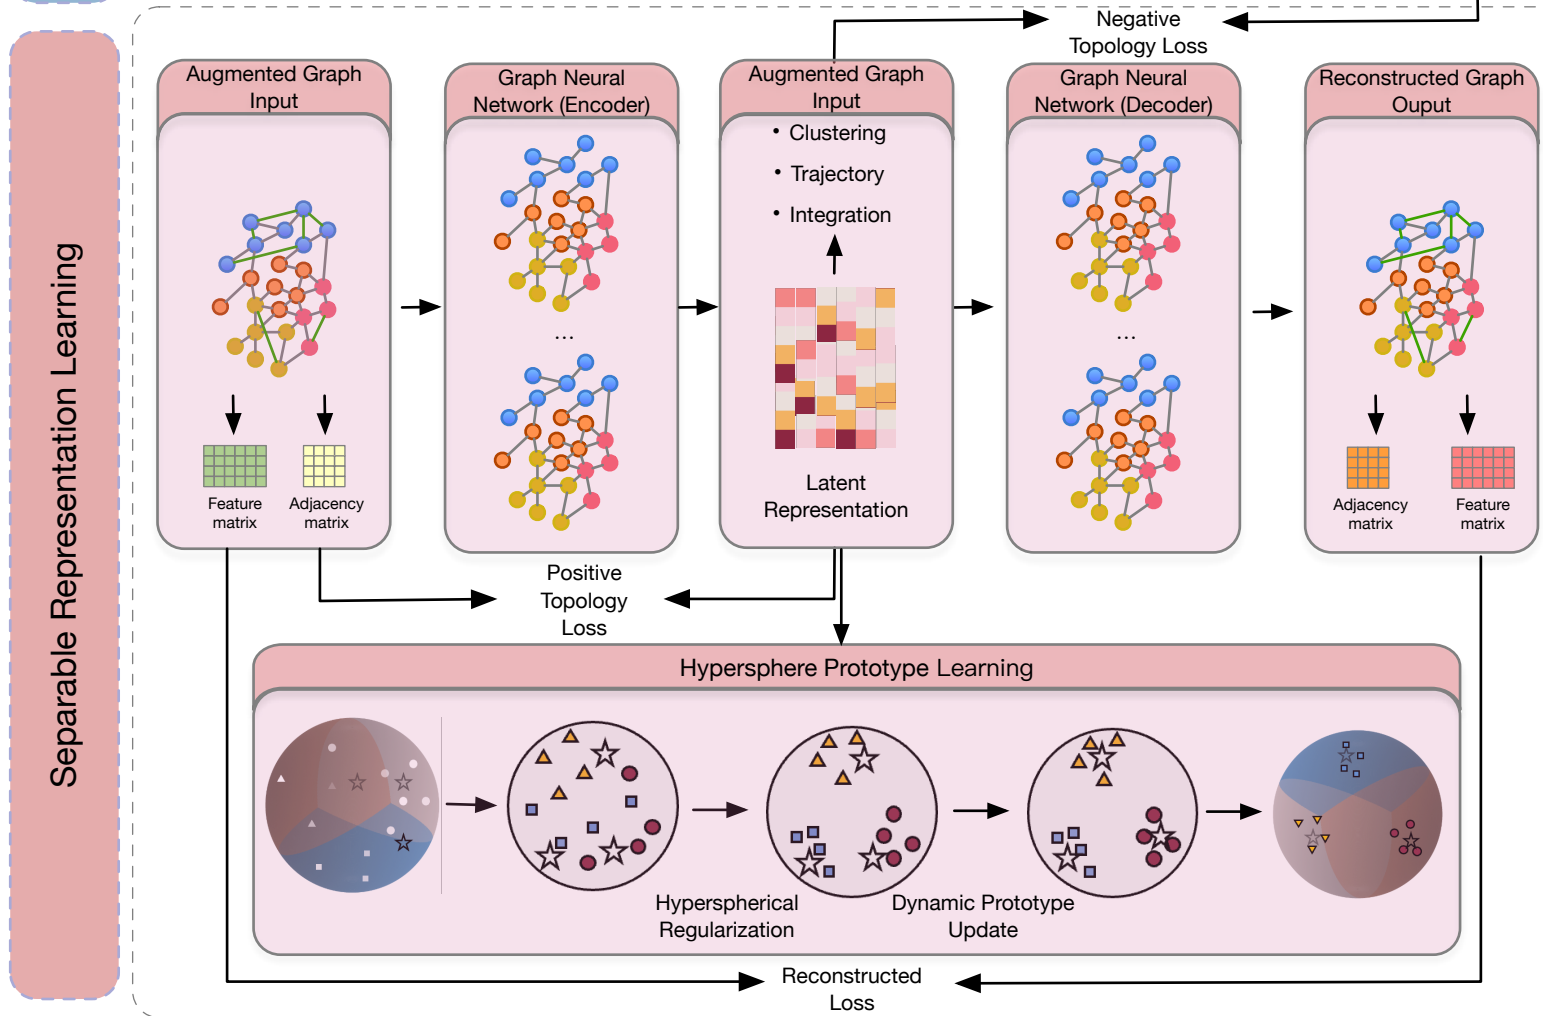 Separable Representation Learning
Negative
Topology Loss
Augmented Graph
Input
Feature
matrix
Adjacency
matrix
Graph Neural
Network (Encoder)
...
Augmented Graph
Input
• Clustering
• Trajectory
• Integration
Latent
Representation
Graph Neural
Network (Decoder)
...
Reconstructed Graph
Ouput
Adjacency
matrix
Feature
matrix
Positive
Topology
Loss
Hypersphere Prototype Learning
Hyperspherical
Regularization
Dynamic Prototype
Update
Reconstructed
Loss